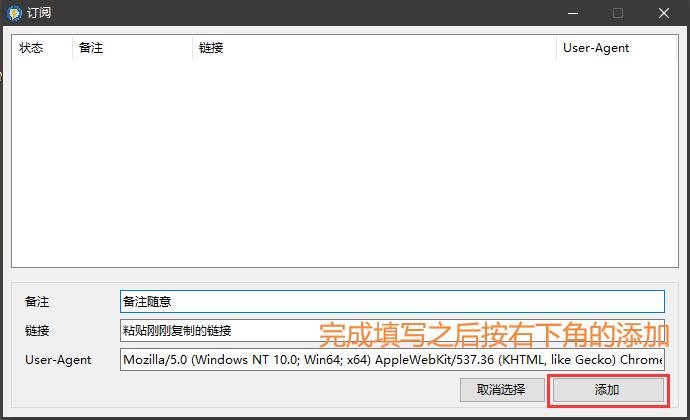 订阅
状态 备注 链接 User-Agent
备注 备注随意
链接 粘贴刚刚复制的链接
完成填写之后按右下角的添加
User-Agent Mozilla/5.0 (Windows NT 10.0; Win64; x64) AppleWebKit/537.36 (KHTML, like Gecko) Chrome
取消选择 添加